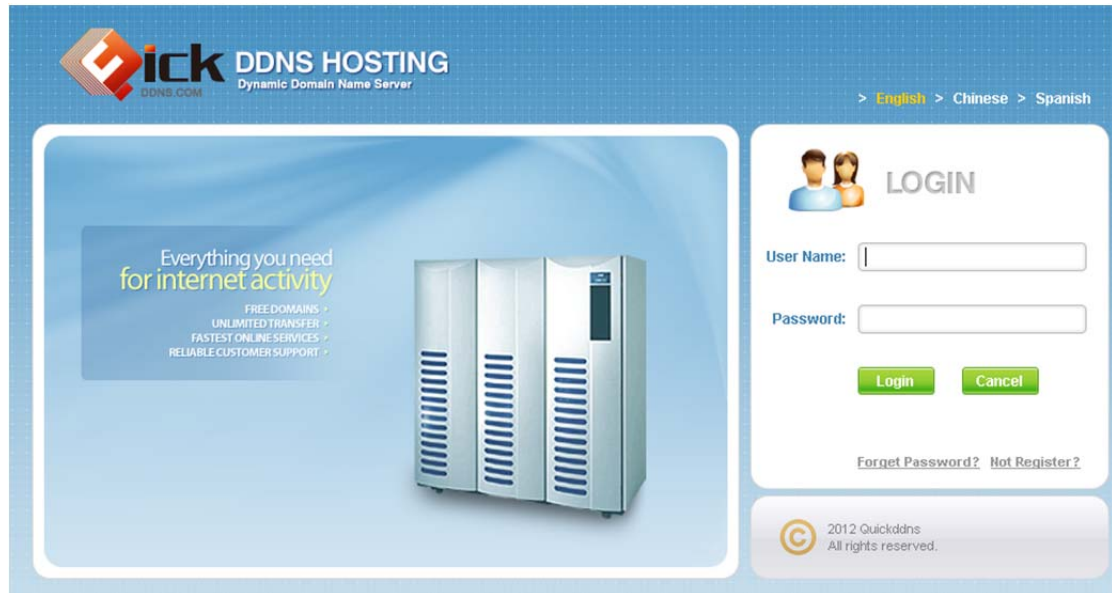 ick
DDNS.COM
DDNS HOSTING
Dynamic Domain Name Server
> English > Chinese > Spanish
Everything you need
for internet activity
FREE DOMAINS
UNLIMITED TRANSFER
FASTEST ONLINE SERVICES
RELIABLE CUSTOMER SUPPORT
LOGIN
User Name:
Password:
Login Cancel
Forget Password? Not Register?
© 2012 Quickddns
All rights reserved.